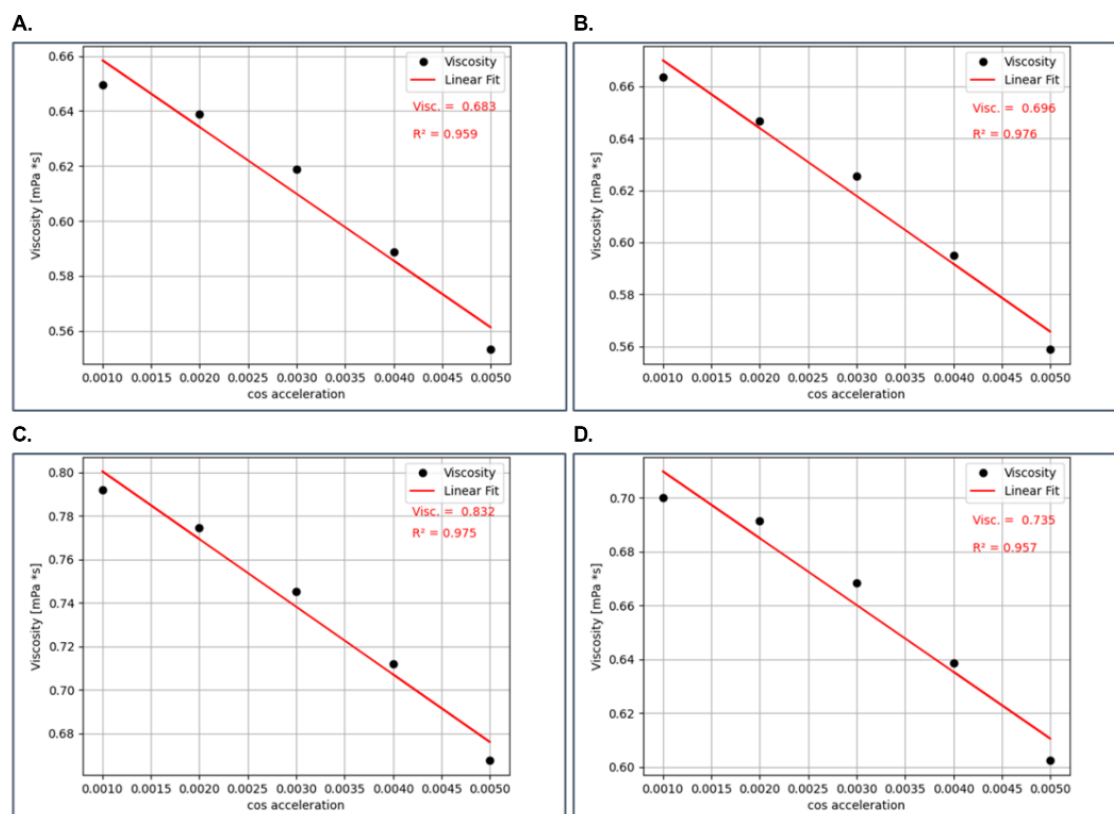 A.
0.66
0.64
0.62
0.60
0.58
0.56
Viscosity [mPa *s]
Viscosity
Linear Fit
Visc. = 0.683
R² = 0.959
0.0010 0.0015 0.0020 0.0025 0.0030 0.0035 0.0040 0.0045 0.0050
cos acceleration
B.
0.66
0.64
0.62
0.60
0.58
0.56
Viscosity [mPa *s]
Viscosity
Linear Fit
Visc. = 0.696
R² = 0.976
0.0010 0.0015 0.0020 0.0025 0.0030 0.0035 0.0040 0.0045 0.0050
cos acceleration
C.
0.80
0.78
0.76
0.74
0.72
0.70
0.68
Viscosity [mPa *s]
Viscosity
Linear Fit
Visc. = 0.832
R² = 0.975
0.0010 0.0015 0.0020 0.0025 0.0030 0.0035 0.0040 0.0045 0.0050
cos acceleration
D.
0.70
0.68
0.66
0.64
0.62
0.60
Viscosity [mPa *s]
Viscosity
Linear Fit
Visc. = 0.735
R² = 0.957
0.0010 0.0015 0.0020 0.0025 0.0030 0.0035 0.0040 0.0045 0.0050
cos acceleration